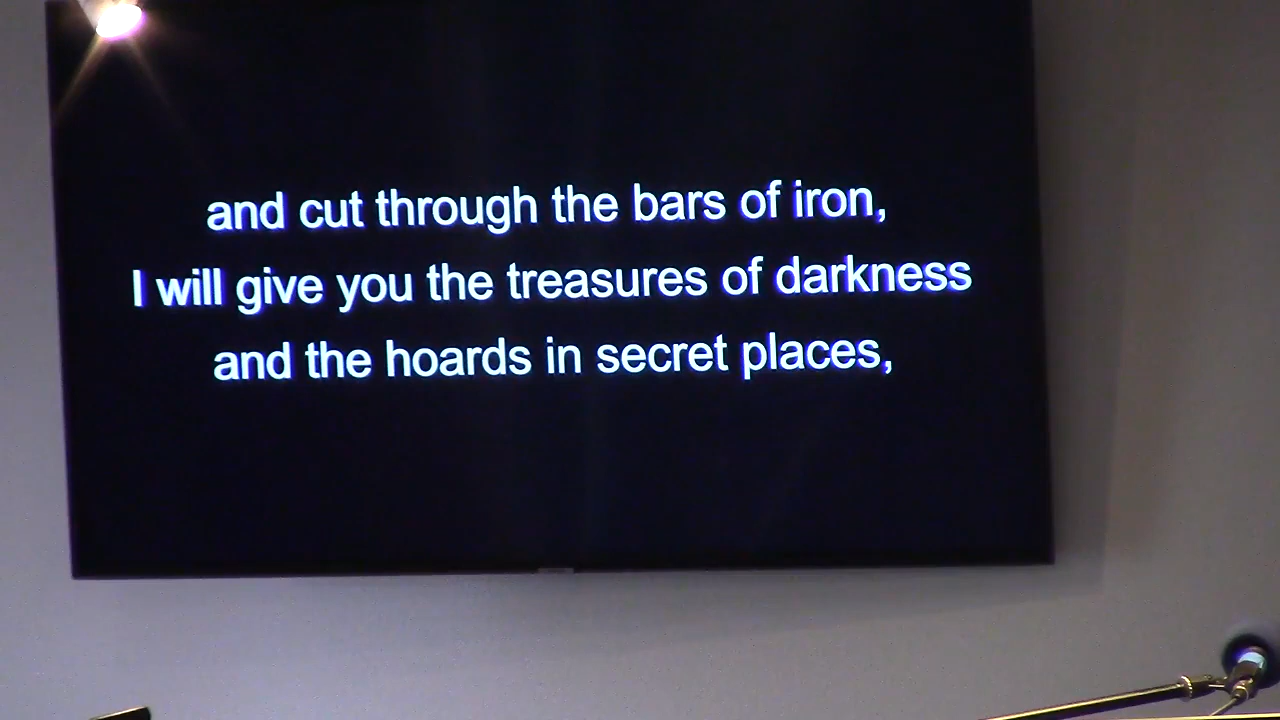 and cut through the bars of iron,
I will give you the treasures of darkness
and the hoards in secret places,